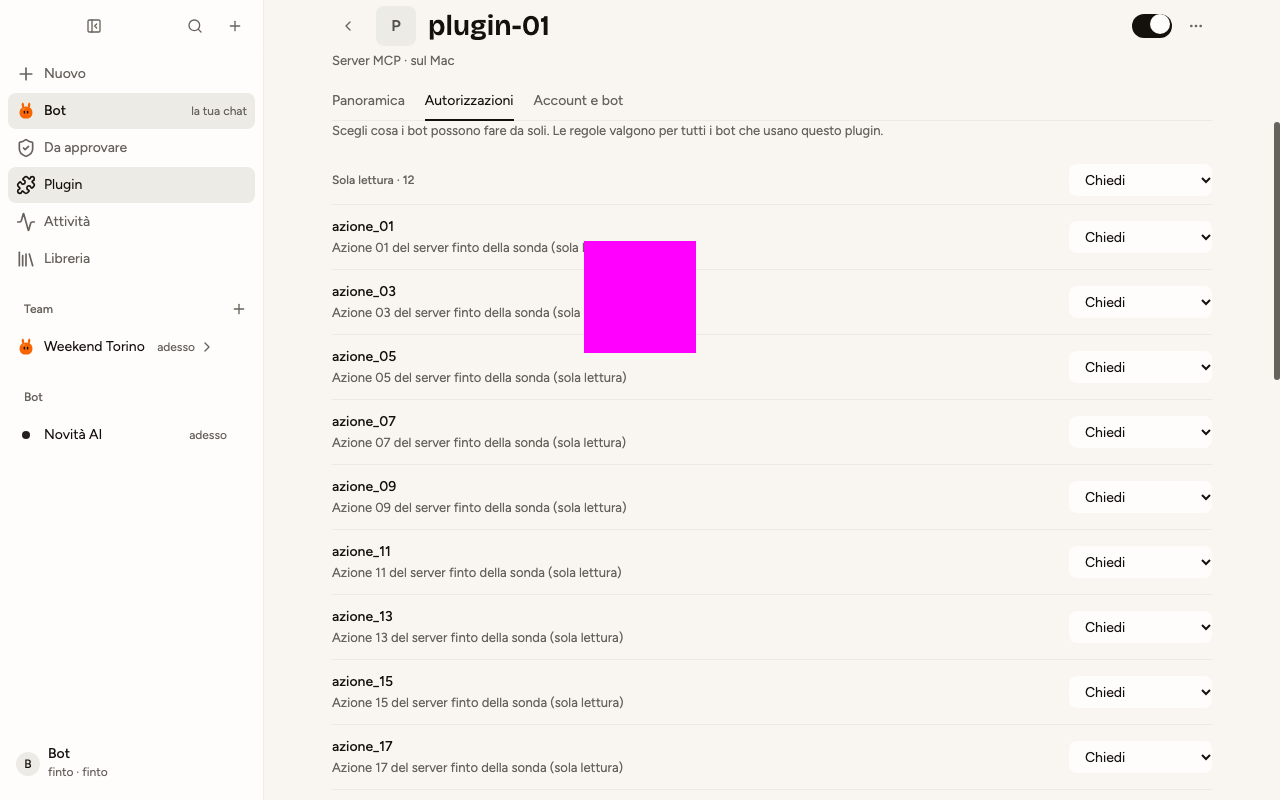 P
plugin-01
Server MCP · sul Mac
Panoramica
Autorizzazioni
Account e bot
Scegli cosa i bot possono fare da soli. Le regole valgono per tutti i bot che usano questo plugin.
Nuovo
Bot
la tua chat
Da approvare
Plugin
Attività
Libreria
Team
Weekend Torino
adesso
Bot
Novità AI
adesso
B
Bot
finto · finto
Sola lettura · 12
Chiedi
azione_01
Azione 01 del server finto della sonda (sola
Chiedi
azione_03
Azione 03 del server finto della sonda (sola
Chiedi
azione_05
Azione 05 del server finto della sonda (sola lettura)
Chiedi
azione_07
Azione 07 del server finto della sonda (sola lettura)
Chiedi
azione_09
Azione 09 del server finto della sonda (sola lettura)
Chiedi
azione_11
Azione 11 del server finto della sonda (sola lettura)
Chiedi
azione_13
Azione 13 del server finto della sonda (sola lettura)
Chiedi
azione_15
Azione 15 del server finto della sonda (sola lettura)
Chiedi
azione_17
Azione 17 del server finto della sonda (sola lettura)
Chiedi